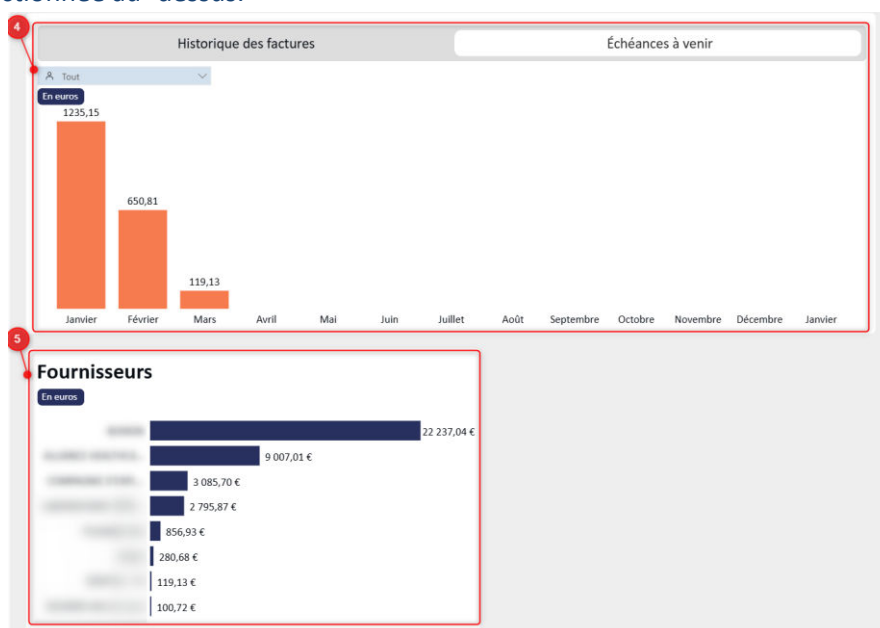 4
Historique des factures
Échéances à venir
Tout
En euros
1235,15
650,81
119,13
Janvier Février Mars Avril Mai Juin Juillet Août Septembre Octobre Novembre Décembre Janvier
5
Fournisseurs
En euros
22 237,04 €
9 007,01 €
3 085,70 €
2 795,87 €
856,93 €
280,68 €
119,13 €
100,72 €